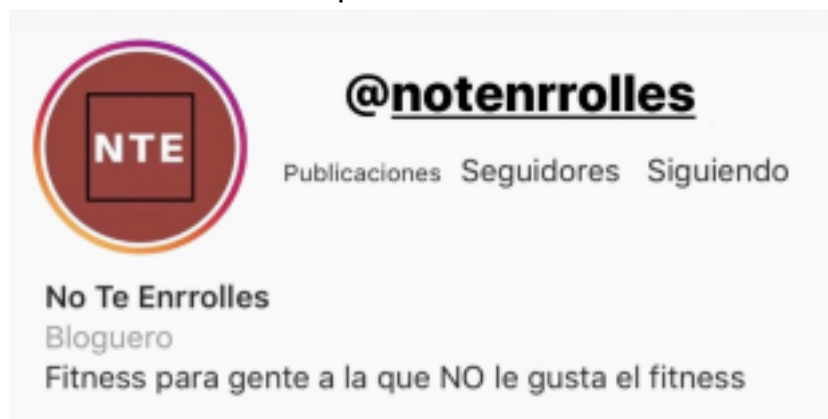 @notenrrolles
NTE
Publicaciones Seguidores Siguiendo
No Te Enrrolles
Bloguero
Fitness para gente a la que NO le gusta el fitness